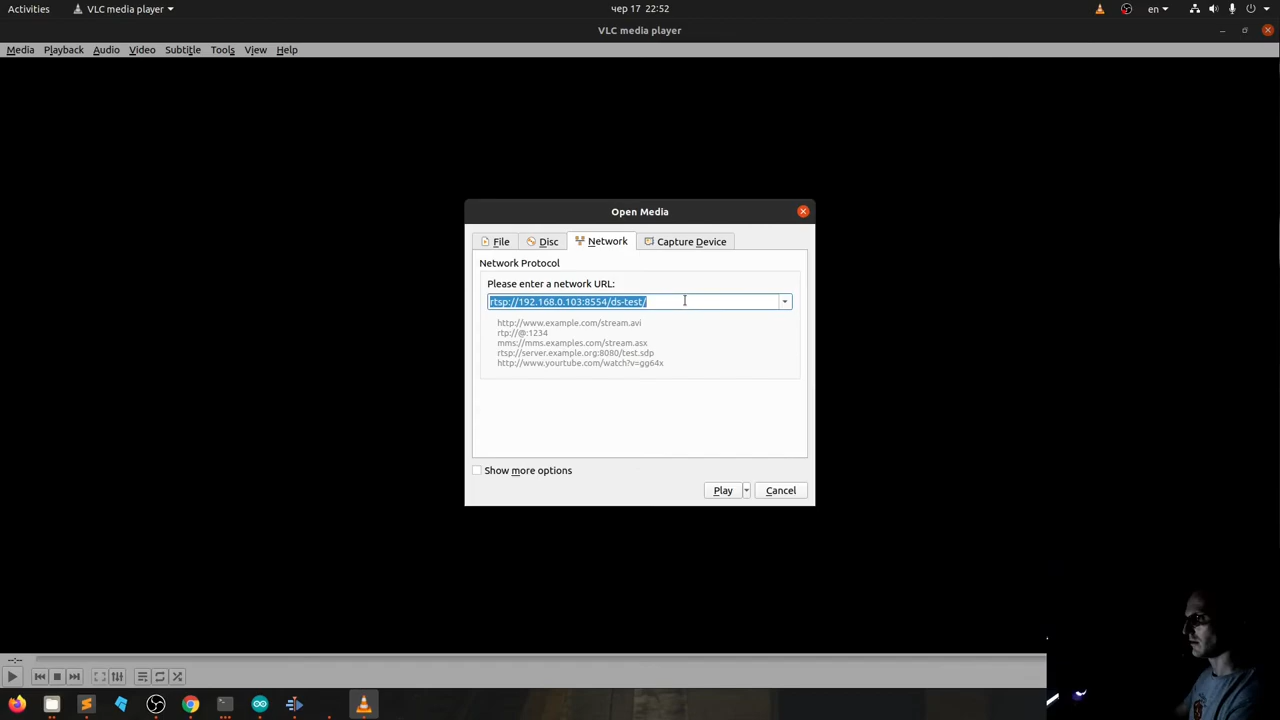 Activities
VLC media player
чер 17 22:52
en
VLC media player
Media Playback Audio Video Subtitle Tools View Help
Open Media
File Disc Network Capture Device
Network Protocol
Please enter a network URL:
rtsp://192.168.0.103:8554/ds-test/
http://www.example.com/stream.avi
rtp://@:1234
mms://mms.examples.com/stream.asx
rtsp://server.example.org:8080/test.sdp
http://www.yourtube.com/watch?v=gg64x
Show more options
Play Cancel
--:--